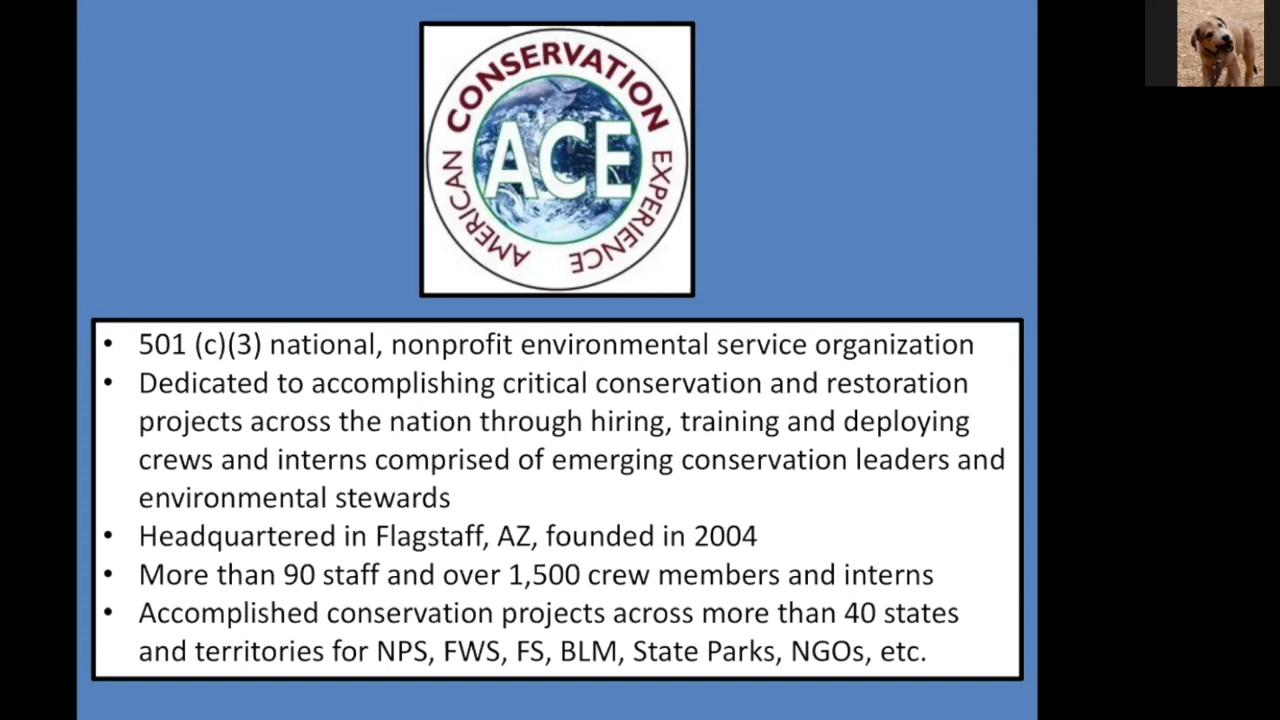 AMERICAN CONSERVATION EXPERIENCE
ACE
• 501 (c)(3) national, nonprofit environmental service organization
• Dedicated to accomplishing critical conservation and restoration
projects across the nation through hiring, training and deploying
crews and interns comprised of emerging conservation leaders and
environmental stewards
• Headquartered in Flagstaff, AZ, founded in 2004
• More than 90 staff and over 1,500 crew members and interns
• Accomplished conservation projects across more than 40 states
and territories for NPS, FWS, FS, BLM, State Parks, NGOs, etc.